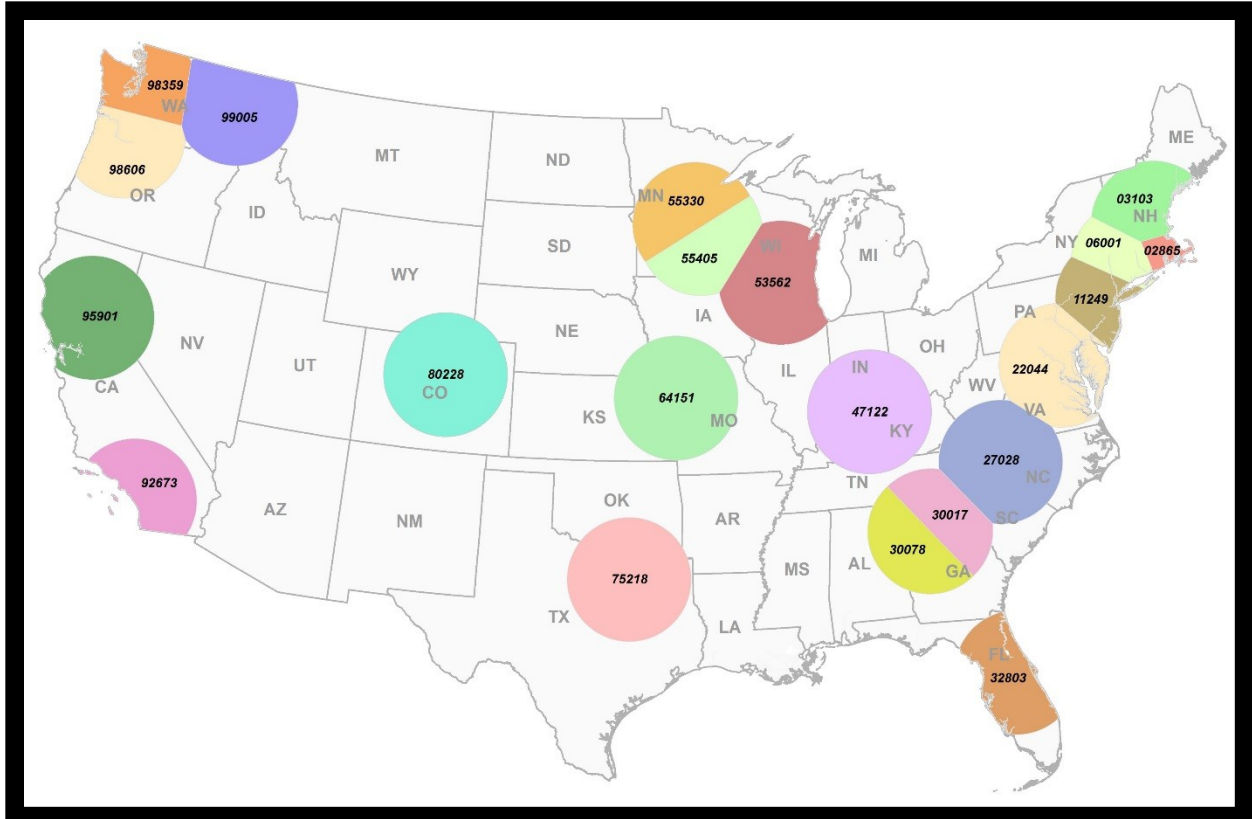 ME
98359
WA
99005
MT
ND
03103
NH
98606
OR
MN
55330
NY
06001
02865
ID
SD
WI
55405
MI
WY
53562
11249
95901
NE
IA
PA
NV
OH
UT
80228
CO
IL
IN
22044
CA
KS
64151
MO
WV
47122
KY
VA
27028
NC
92673
TN
OK
AZ
NM
AR
30017
SC
30078
MS
AL
GA
75218
TX
LA
FL
32803